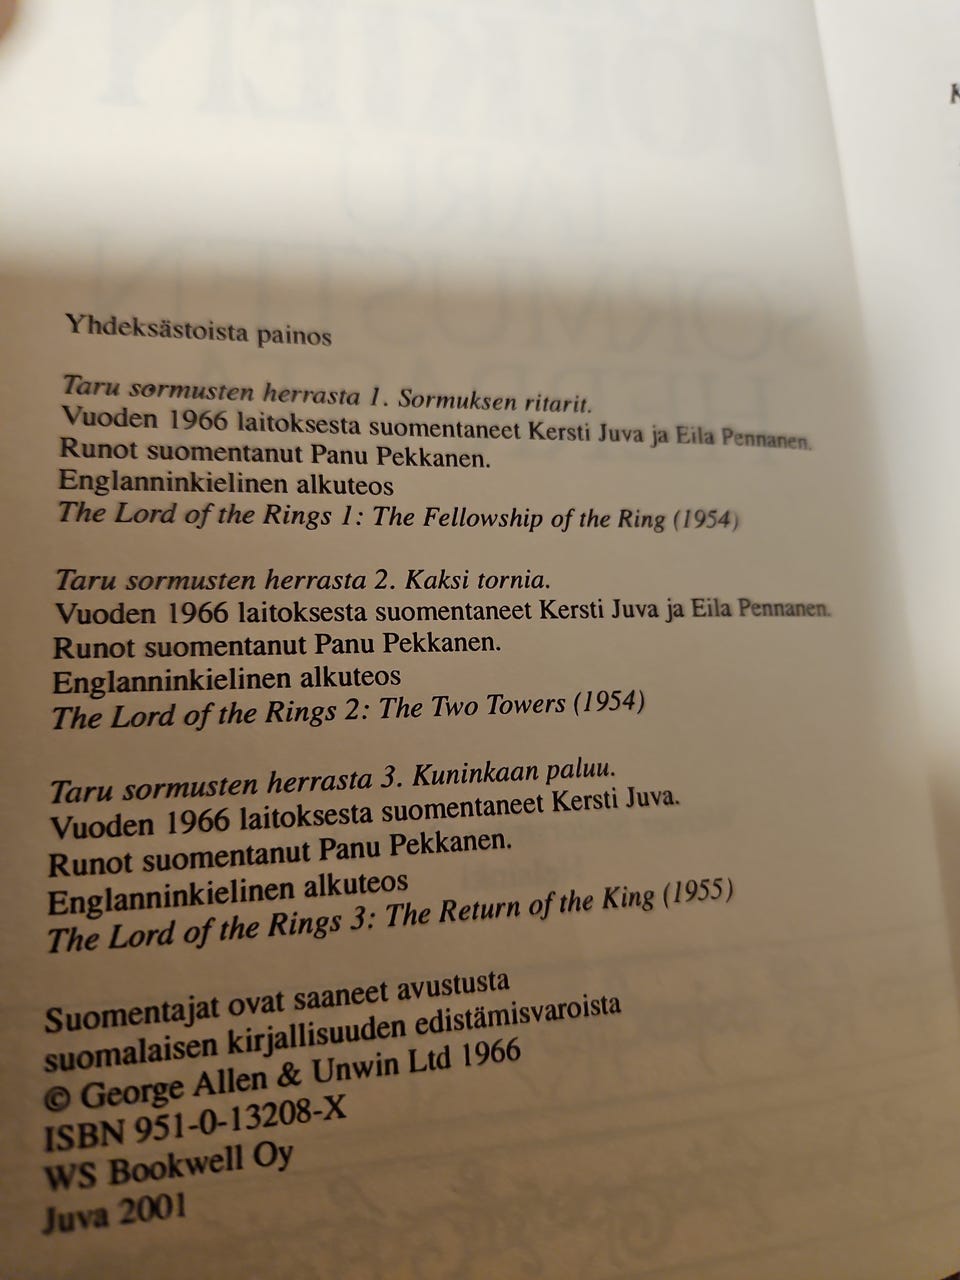 Yhdeksästoista painos
Taru sormusten herrasta 1. Sormuksen ritarit.
Vuoden 1966 laitoksesta suomentaneet Kersti Juva ja Eila Pennanen.
Runot suomentanut Panu Pekkanen.
Englanninkielinen alkuteos
The Lord of the Rings 1: The Fellowship of the Ring (1954)
Taru sormusten herrasta 2. Kaksi tornia.
Vuoden 1966 laitoksesta suomentaneet Kersti Juva ja Eila Pennanen.
Runot suomentanut Panu Pekkanen.
Englanninkielinen alkuteos
The Lord of the Rings 2: The Two Towers (1954)
Taru sormusten herrasta 3. Kuninkaan paluu.
Vuoden 1966 laitoksesta suomentaneet Kersti Juva.
Runot suomentanut Panu Pekkanen.
Englanninkielinen alkuteos
The Lord of the Rings 3: The Return of the King (1955)
Suomentajat ovat saaneet avustusta
suomalaisen kirjallisuuden edistämisvaroista
© George Allen & Unwin Ltd 1966
ISBN 951-0-13208-X
WS Bookwell Oy
Juva 2001